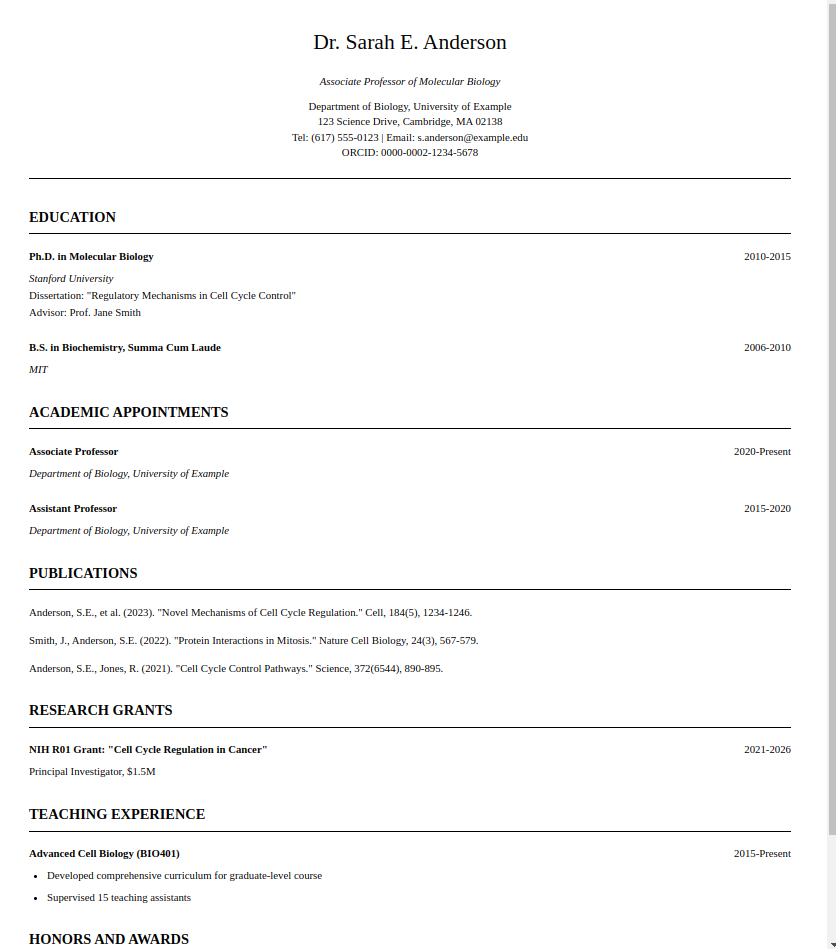 Dr. Sarah E. Anderson
Associate Professor of Molecular Biology
Department of Biology, University of Example
123 Science Drive, Cambridge, MA 02138
Tel: (617) 555-0123 | Email: s.anderson@example.edu
ORCID: 0000-0002-1234-5678
EDUCATION
Ph.D. in Molecular Biology 2010-2015
Stanford University
Dissertation: "Regulatory Mechanisms in Cell Cycle Control"
Advisor: Prof. Jane Smith
B.S. in Biochemistry, Summa Cum Laude 2006-2010
MIT
ACADEMIC APPOINTMENTS
Associate Professor 2020-Present
Department of Biology, University of Example
Assistant Professor 2015-2020
Department of Biology, University of Example
PUBLICATIONS
Anderson, S.E., et al. (2023). "Novel Mechanisms of Cell Cycle Regulation." Cell, 184(5), 1234-1246.
Smith, J., Anderson, S.E. (2022). "Protein Interactions in Mitosis." Nature Cell Biology, 24(3), 567-579.
Anderson, S.E., Jones, R. (2021). "Cell Cycle Control Pathways." Science, 372(6544), 890-895.
RESEARCH GRANTS
NIH R01 Grant: "Cell Cycle Regulation in Cancer" 2021-2026
Principal Investigator, $1.5M
TEACHING EXPERIENCE
Advanced Cell Biology (BIO401) 2015-Present
• Developed comprehensive curriculum for graduate-level course
• Supervised 15 teaching assistants
HONORS AND AWARDS